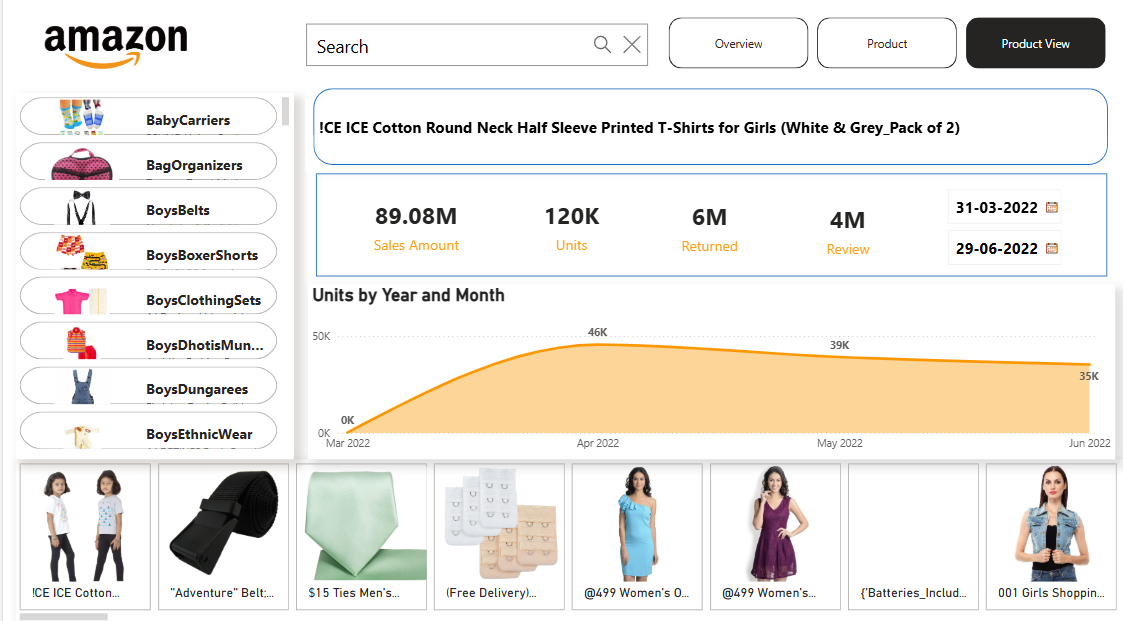 amazon
Search
Overview
Product
Product View
BabyCarriers
BagOrganizers
BoysBelts
BoysBoxerShorts
BoysClothingSets
BoysDhotisMun...
BoysDungarees
BoysEthnicWear
!CE ICE Cotton Round Neck Half Sleeve Printed T-Shirts for Girls (White & Grey_Pack of 2)
89.08M
Sales Amount
120K
Units
6M
Returned
4M
Review
31-03-2022
29-06-2022
Units by Year and Month
50K
0K
0K
46K
39K
35K
Mar 2022
Apr 2022
May 2022
Jun 2022
!CE ICE Cotton...
"Adventure" Belt;...
$15 Ties Men's...
(Free Delivery)...
@499 Women's O...
@499 Women's...
{'Batteries_Includ...
001 Girls Shoppin...